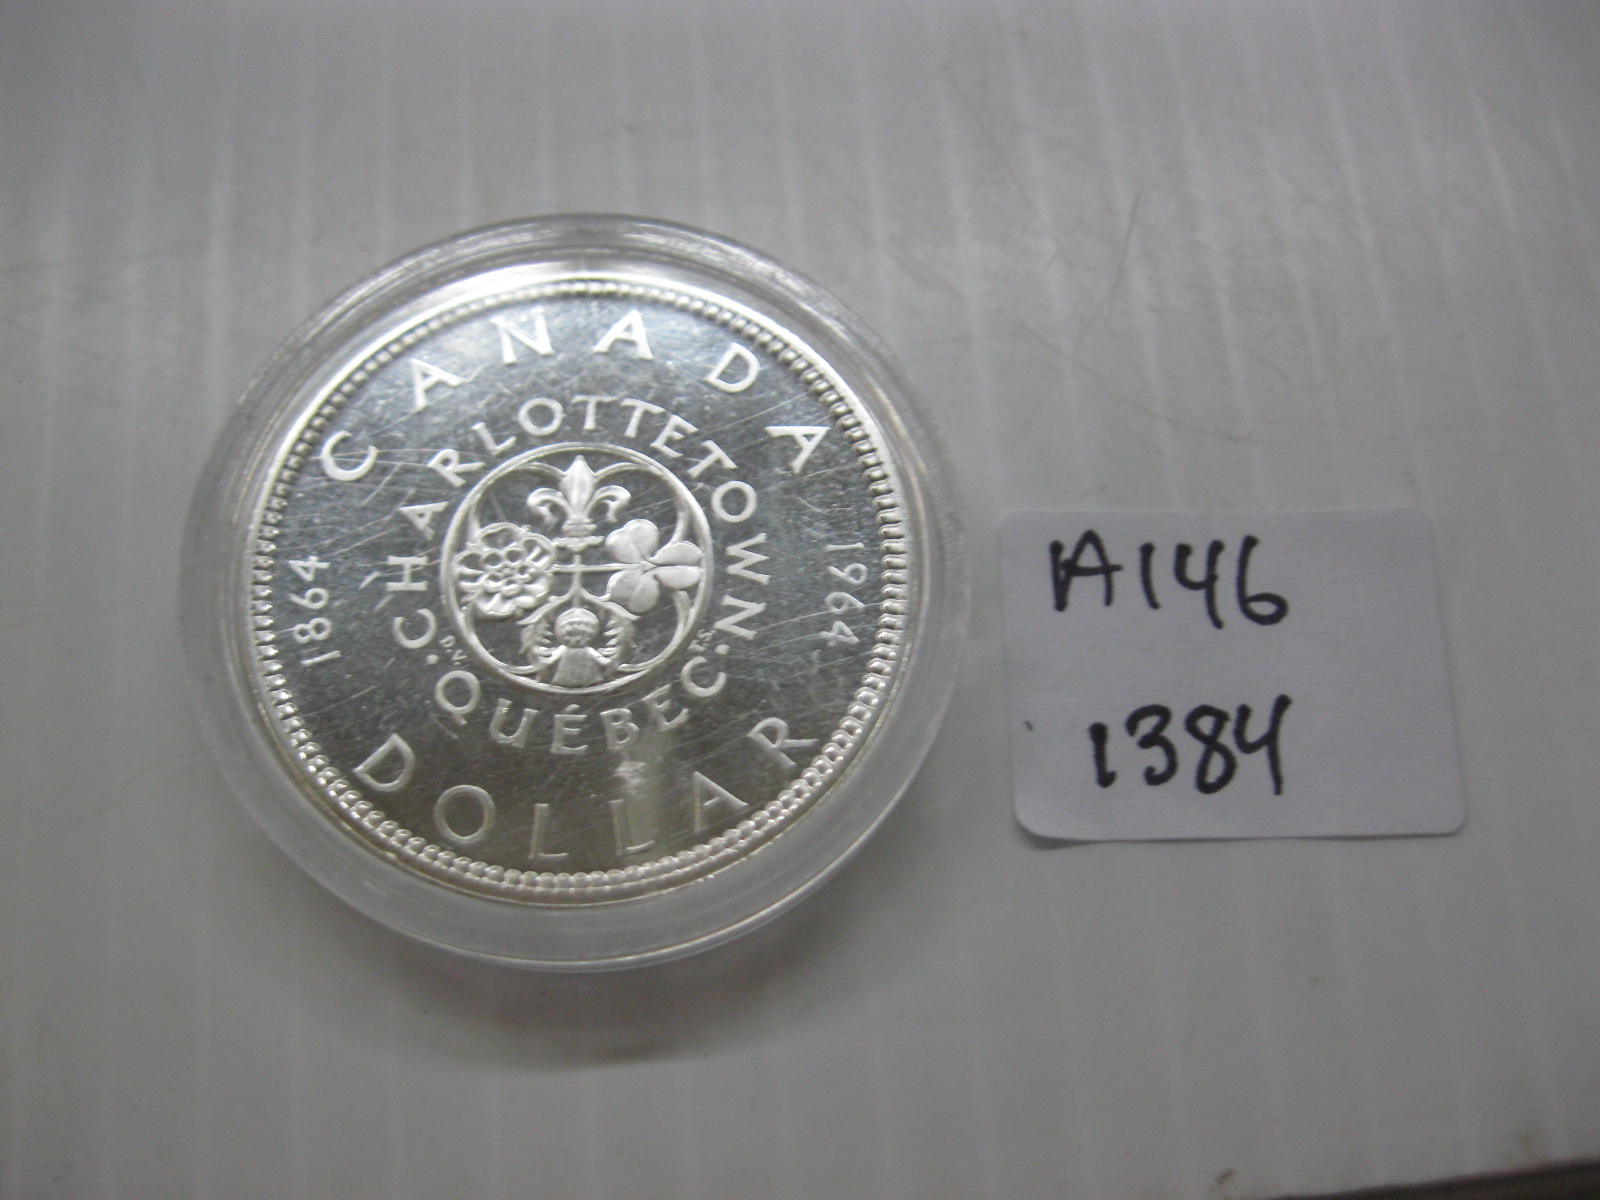 CANADA
CHARLOTTETOWN.
1864
1964
D.V.
T.S.
QUÉBEC.
DOLLAR
A146
1384